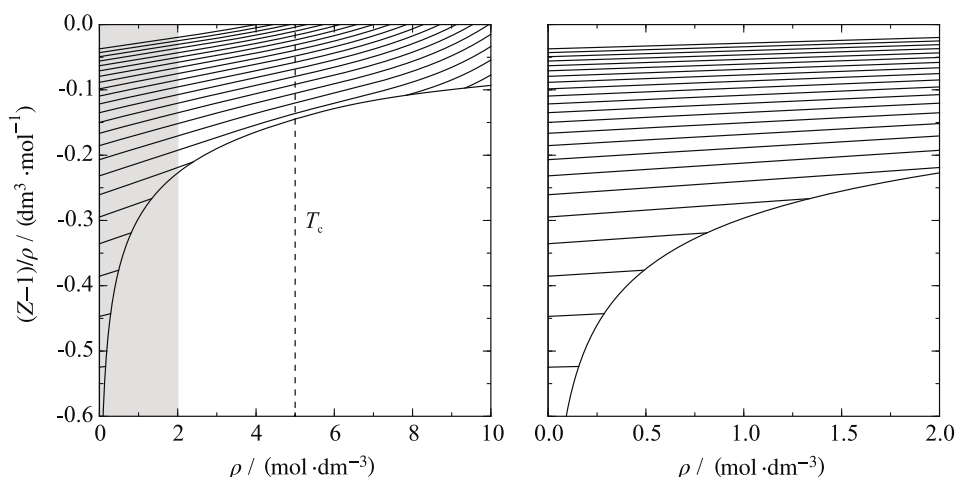 0.0
-0.1
-0.2
-0.3
-0.4
-0.5
-0.6
(Z−1)/ρ / (dm³ ·mol⁻¹)
T_c
0 2 4 6 8 10
ρ / (mol ·dm⁻³)
0.0 0.5 1.0 1.5 2.0
ρ / (mol ·dm⁻³)